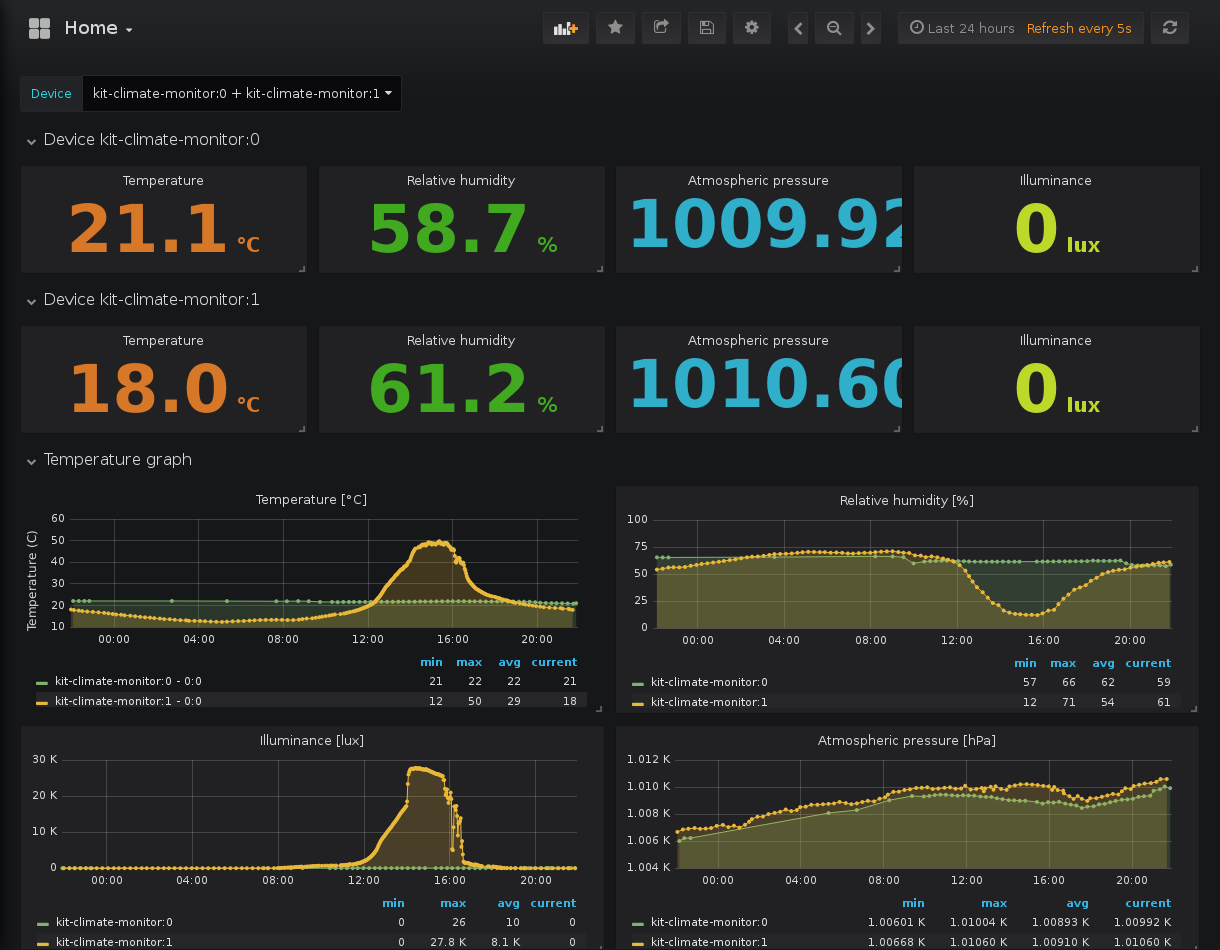 Home
Last 24 hours Refresh every 5s
Device kit-climate-monitor:0 + kit-climate-monitor:1
Device kit-climate-monitor:0
Temperature Relative humidity Atmospheric pressure Illuminance
21.1 °C 58.7 % 1009.92 0 lux
Device kit-climate-monitor:1
Temperature Relative humidity Atmospheric pressure Illuminance
18.0 °C 61.2 % 1010.60 0 lux
Temperature graph
Temperature [°C]
Temperature (C)
60
50
40
30
20
10
00:00 04:00 08:00 12:00 16:00 20:00
min max avg current
kit-climate-monitor:0 - 0:0 21 22 22 21
kit-climate-monitor:1 - 0:0 12 50 29 18
Relative humidity [%]
100
75
50
25
0
00:00 04:00 08:00 12:00 16:00 20:00
min max avg current
kit-climate-monitor:0 57 66 62 59
kit-climate-monitor:1 12 71 54 61
Illuminance [lux]
30 K
20 K
10 K
0
00:00 04:00 08:00 12:00 16:00 20:00
min max avg current
kit-climate-monitor:0 0 26 10 0
kit-climate-monitor:1 0 27.8 K 8.1 K 0
Atmospheric pressure [hPa]
1.012 K
1.010 K
1.008 K
1.006 K
1.004 K
00:00 04:00 08:00 12:00 16:00 20:00
min max avg current
kit-climate-monitor:0 1.00601 K 1.01004 K 1.00893 K 1.00992 K
kit-climate-monitor:1 1.00668 K 1.01060 K 1.00910 K 1.01060 K